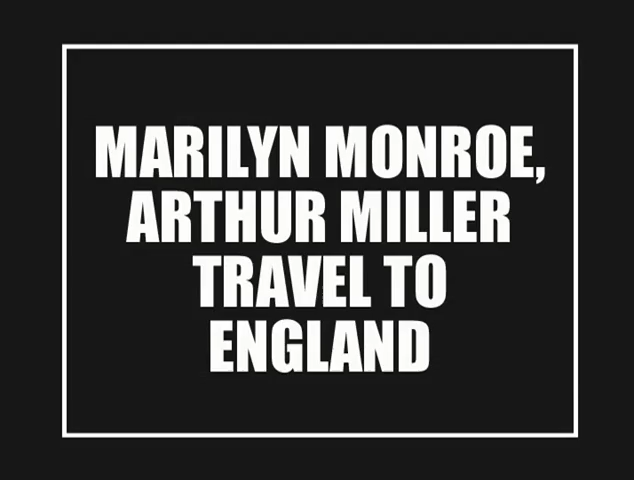 MARILYN MONROE,
ARTHUR MILLER
TRAVEL TO
ENGLAND